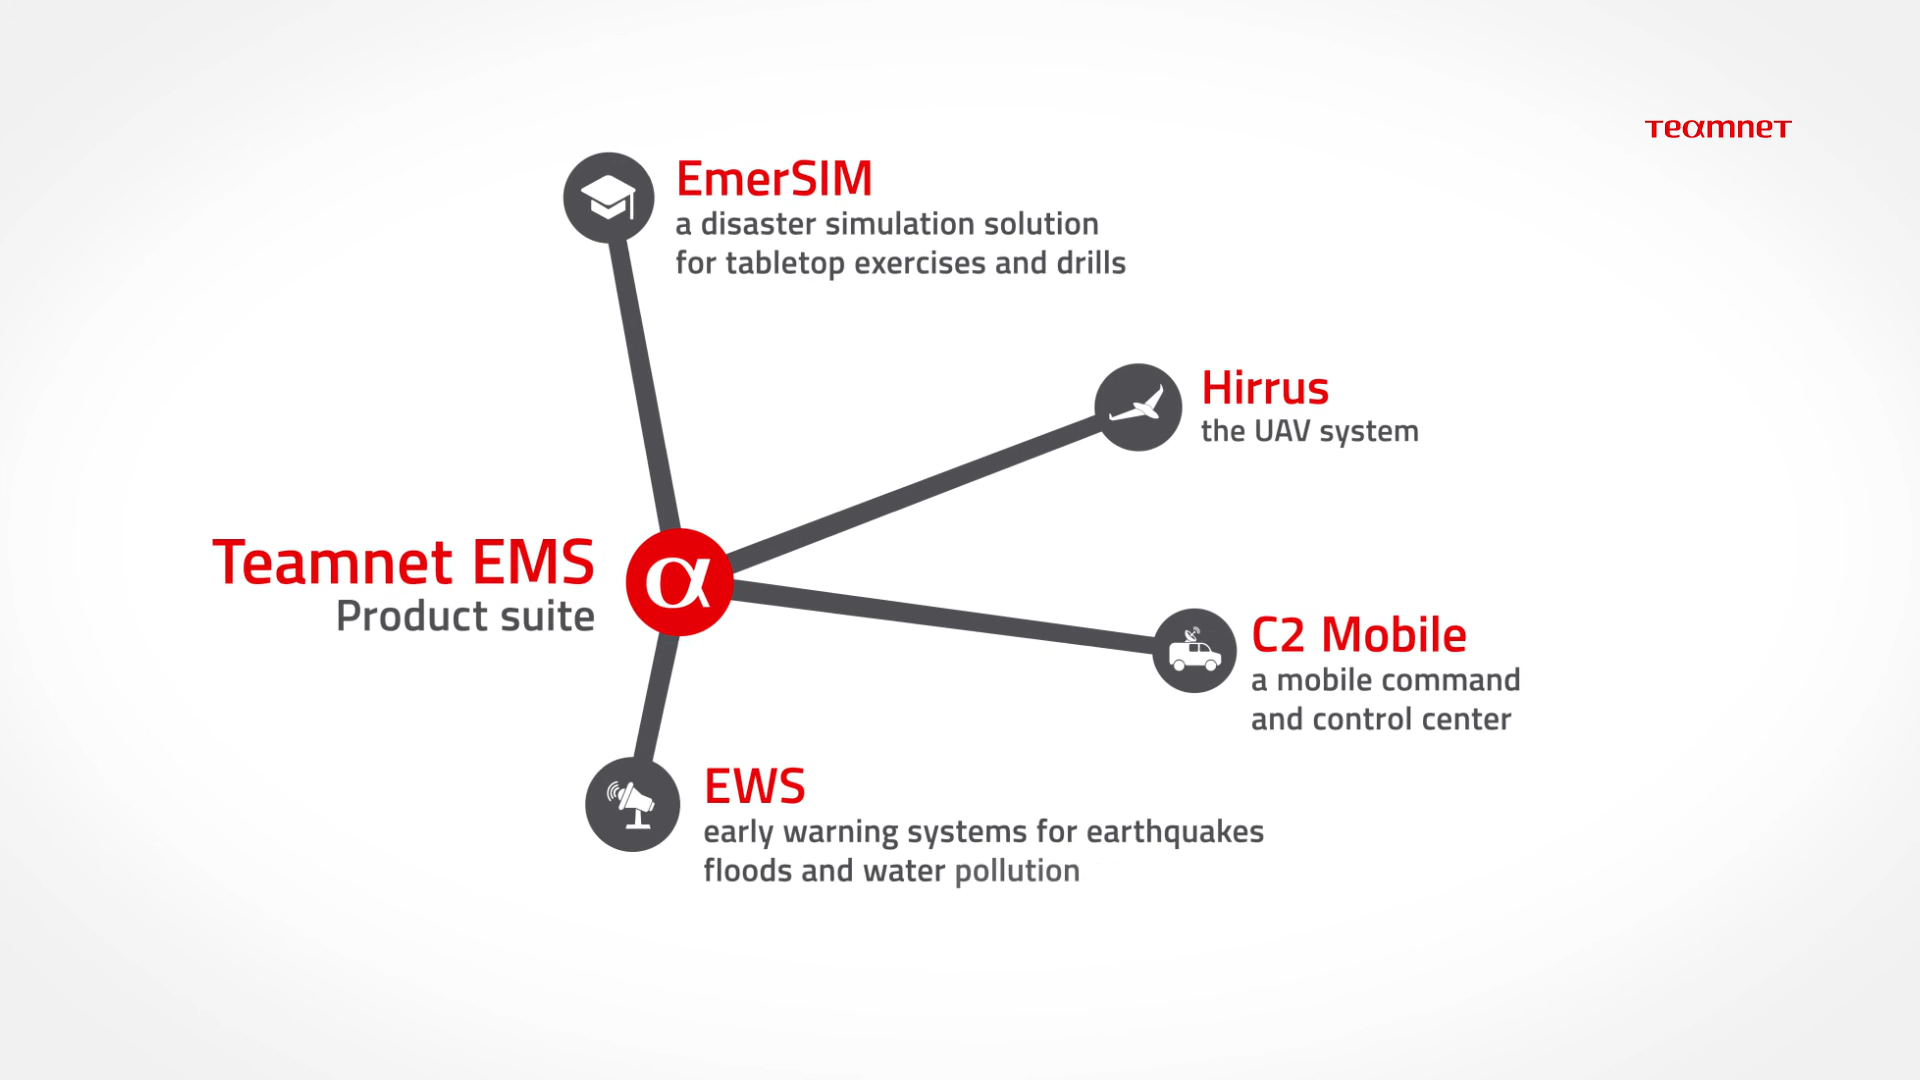 TEAMNET
EmerSIM
a disaster simulation solution
for tabletop exercises and drills
Hirrus
the UAV system
Teamnet EMS
Product suite
α
C2 Mobile
a mobile command
and control center
EWS
early warning systems for earthquakes
floods and water pollution